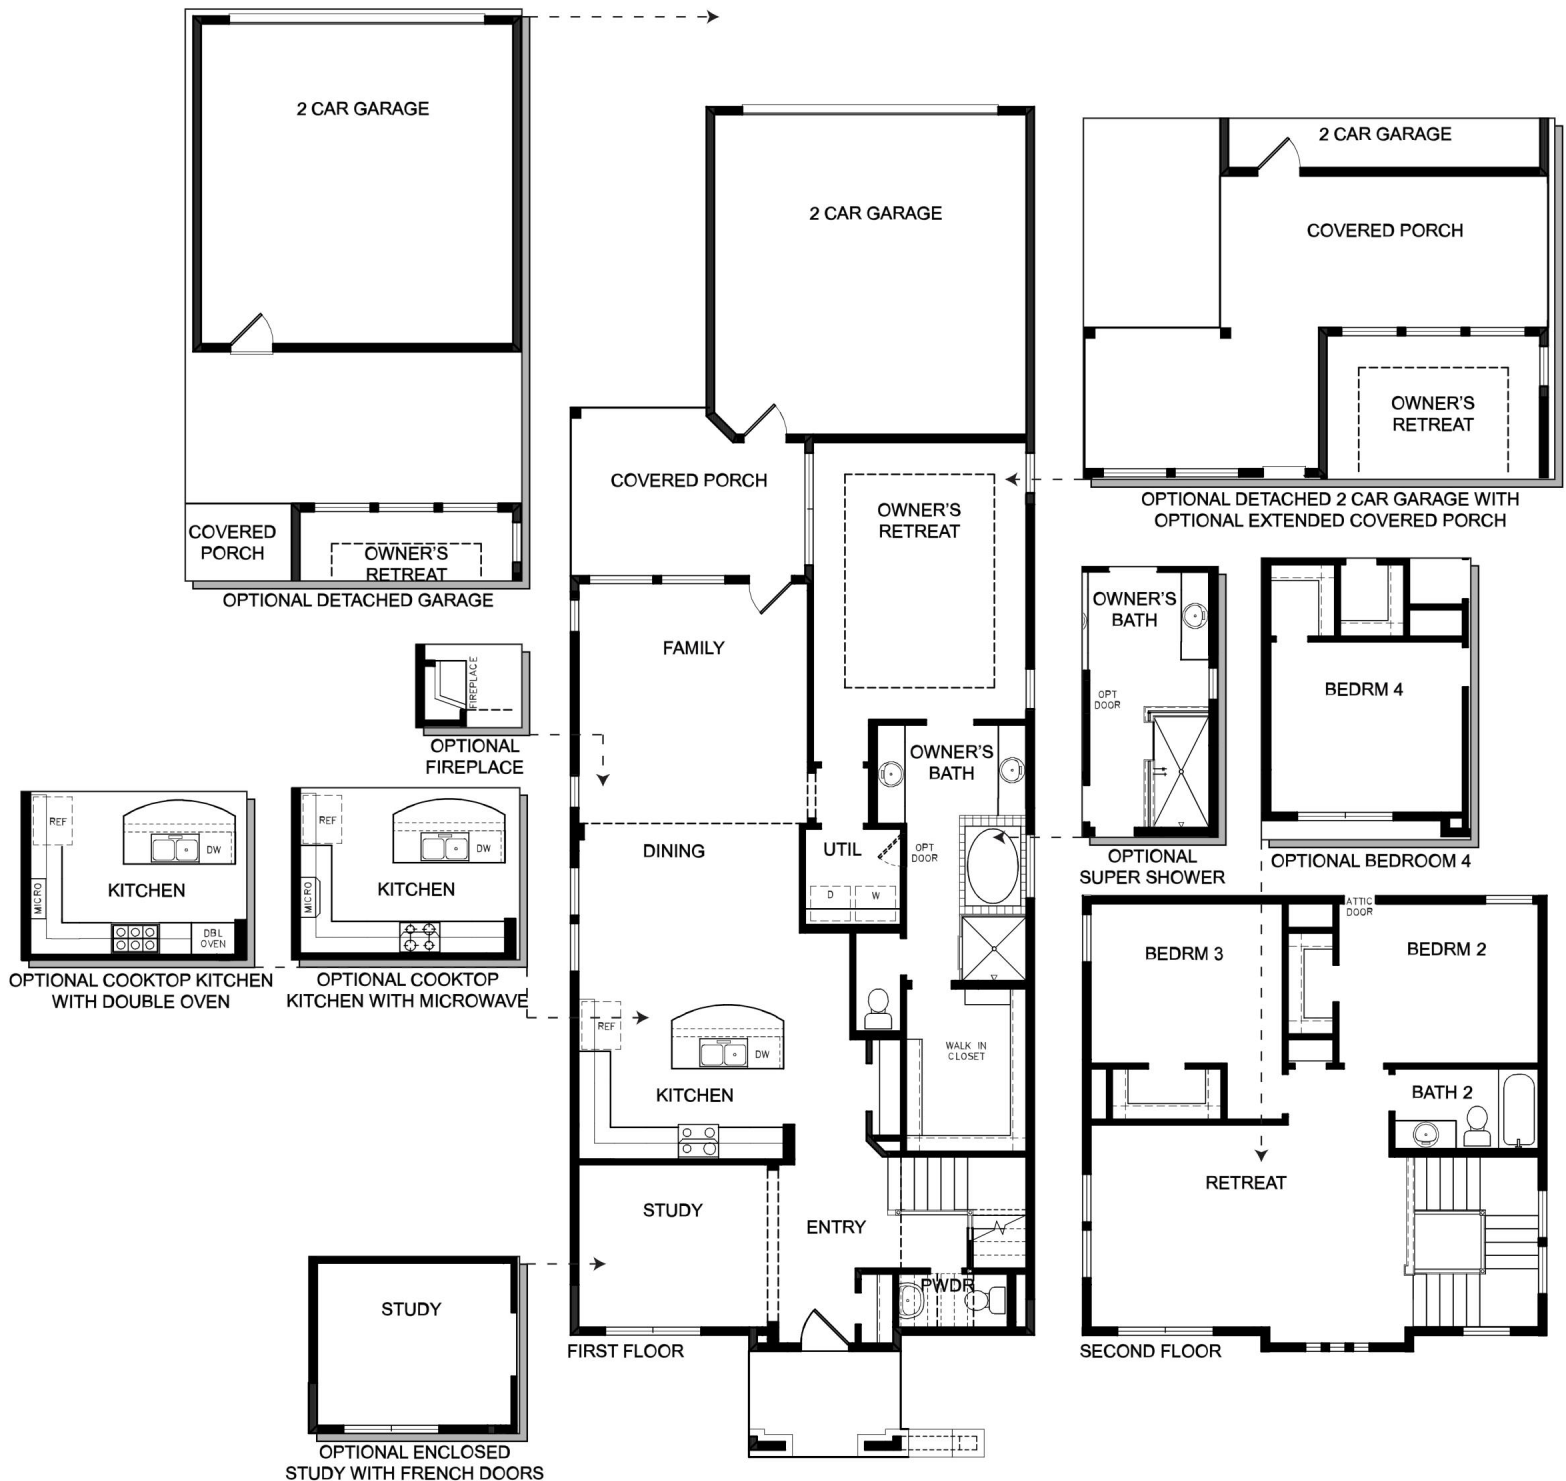 2 CAR GARAGE
COVERED
PORCH
OWNER'S
RETREAT
OPTIONAL DETACHED GARAGE
FIREPLACE
OPTIONAL
FIREPLACE
REF
DW
KITCHEN
MICRO
DBL
OVEN
OPTIONAL COOKTOP KITCHEN
WITH DOUBLE OVEN
REF
DW
KITCHEN
MICRO
OPTIONAL COOKTOP
KITCHEN WITH MICROWAVE
STUDY
OPTIONAL ENCLOSED
STUDY WITH FRENCH DOORS
2 CAR GARAGE
COVERED PORCH
OWNER'S
RETREAT
FAMILY
OWNER'S
BATH
DINING
UTIL
OPT
DOOR
D
W
REF
DW
KITCHEN
WALK IN
CLOSET
STUDY
ENTRY
PWDR
FIRST FLOOR
2 CAR GARAGE
COVERED PORCH
OWNER'S
RETREAT
OPTIONAL DETACHED 2 CAR GARAGE WITH
OPTIONAL EXTENDED COVERED PORCH
OWNER'S
BATH
OPT
DOOR
OPTIONAL
SUPER SHOWER
BEDRM 4
OPTIONAL BEDROOM 4
ATTIC
DOOR
BEDRM 3
BEDRM 2
BATH 2
RETREAT
SECOND FLOOR